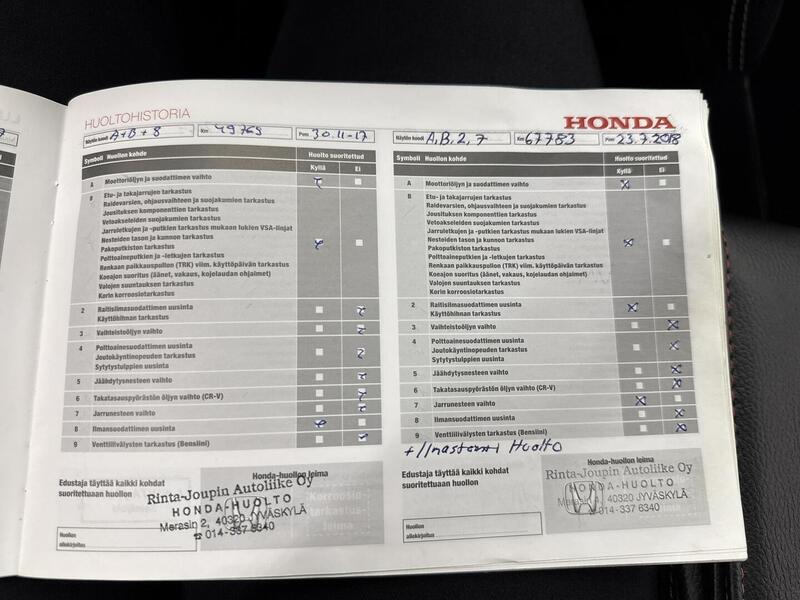 HUOLTOHISTORIA
Näytön koodi A+B+8 Km 49765 Pvm 30.11-17
Symboli Huollon kohde Huolto suoritettu
Kyllä Ei
A Moottoriöljyn ja suodattimen vaihto
B Etu- ja takajarrujen tarkastus
Raidevarsien, ohjausvaihteen ja suojakumien tarkastus
Jousituksen komponenttien tarkastus
Vetoakseleiden suojakumien tarkastus
Jarruletkujen ja -putkien tarkastus mukaan lukien VSA-linjat
Nesteiden tason ja kunnon tarkastus
Pakoputkiston tarkastus
Polttoaineputkien ja -letkujen tarkastus
Renkaan paikkauspullon (TRK) viim. käyttöpäivän tarkastus
Koeajon suoritus (äänet, vakaus, kojelaudan ohjaimet)
Valojen suuntauksen tarkastus
Korin korroosiotarkastus
2 Raitisilmasuodattimen uusinta
Käyttöhihnan tarkastus
3 Vaihteistoöljyn vaihto
4 Polttoainesuodattimen uusinta
Joutokäyntinopeuden tarkastus
Sytytystulppien uusinta
5 Jäähdytysnesteen vaihto
6 Takatasauspyörästön öljyn vaihto (CR-V)
7 Jarrunesteen vaihto
8 Ilmansuodattimen uusinta
9 Venttiilivälysten tarkastus (Bensiini)
Edustaja täyttää kaikki kohdat
suoritettuaan huollon
Honda-huollon leima
Rinta-Joupin Autoliike Oy
HONDA-HUOLTO
Merasin 2, 40320 JYVÄSKYLÄ
☎ 014-337 6340
Korroosio-
tarkastus-
leima
Huollon
allekirjoitus
HONDA
Näytön koodi A,B,2,7 Km 67783 Pvm 23.7.2018
Symboli Huollon kohde Huolto suoritettu
Kyllä Ei
A Moottoriöljyn ja suodattimen vaihto
B Etu- ja takajarrujen tarkastus
Raidevarsien, ohjausvaihteen ja suojakumien tarkastus
Jousituksen komponenttien tarkastus
Vetoakseleiden suojakumien tarkastus
Jarruletkujen ja -putkien tarkastus mukaan lukien VSA-linjat
Nesteiden tason ja kunnon tarkastus
Pakoputkiston tarkastus
Polttoaineputkien ja -letkujen tarkastus
Renkaan paikkauspullon (TRK) viim. käyttöpäivän tarkastus
Koeajon suoritus (äänet, vakaus, kojelaudan ohjaimet)
Valojen suuntauksen tarkastus
Korin korroosiotarkastus
2 Raitisilmasuodattimen uusinta
Käyttöhihnan tarkastus
3 Vaihteistoöljyn vaihto
4 Polttoainesuodattimen uusinta
Joutokäyntinopeuden tarkastus
Sytytystulppien uusinta
5 Jäähdytysnesteen vaihto
6 Takatasauspyörästön öljyn vaihto (CR-V)
7 Jarrunesteen vaihto
8 Ilmansuodattimen uusinta
9 Venttiilivälysten tarkastus (Bensiini)
+ Ilmastointi Huolto
Edustaja täyttää kaikki kohdat
suoritettuaan huollon
Honda-huollon leima
Rinta-Joupin Autoliike Oy
HONDA-HUOLTO
Merasin 2, 40320 JYVÄSKYLÄ
☎ 014-337 6340
Huollon
allekirjoitus